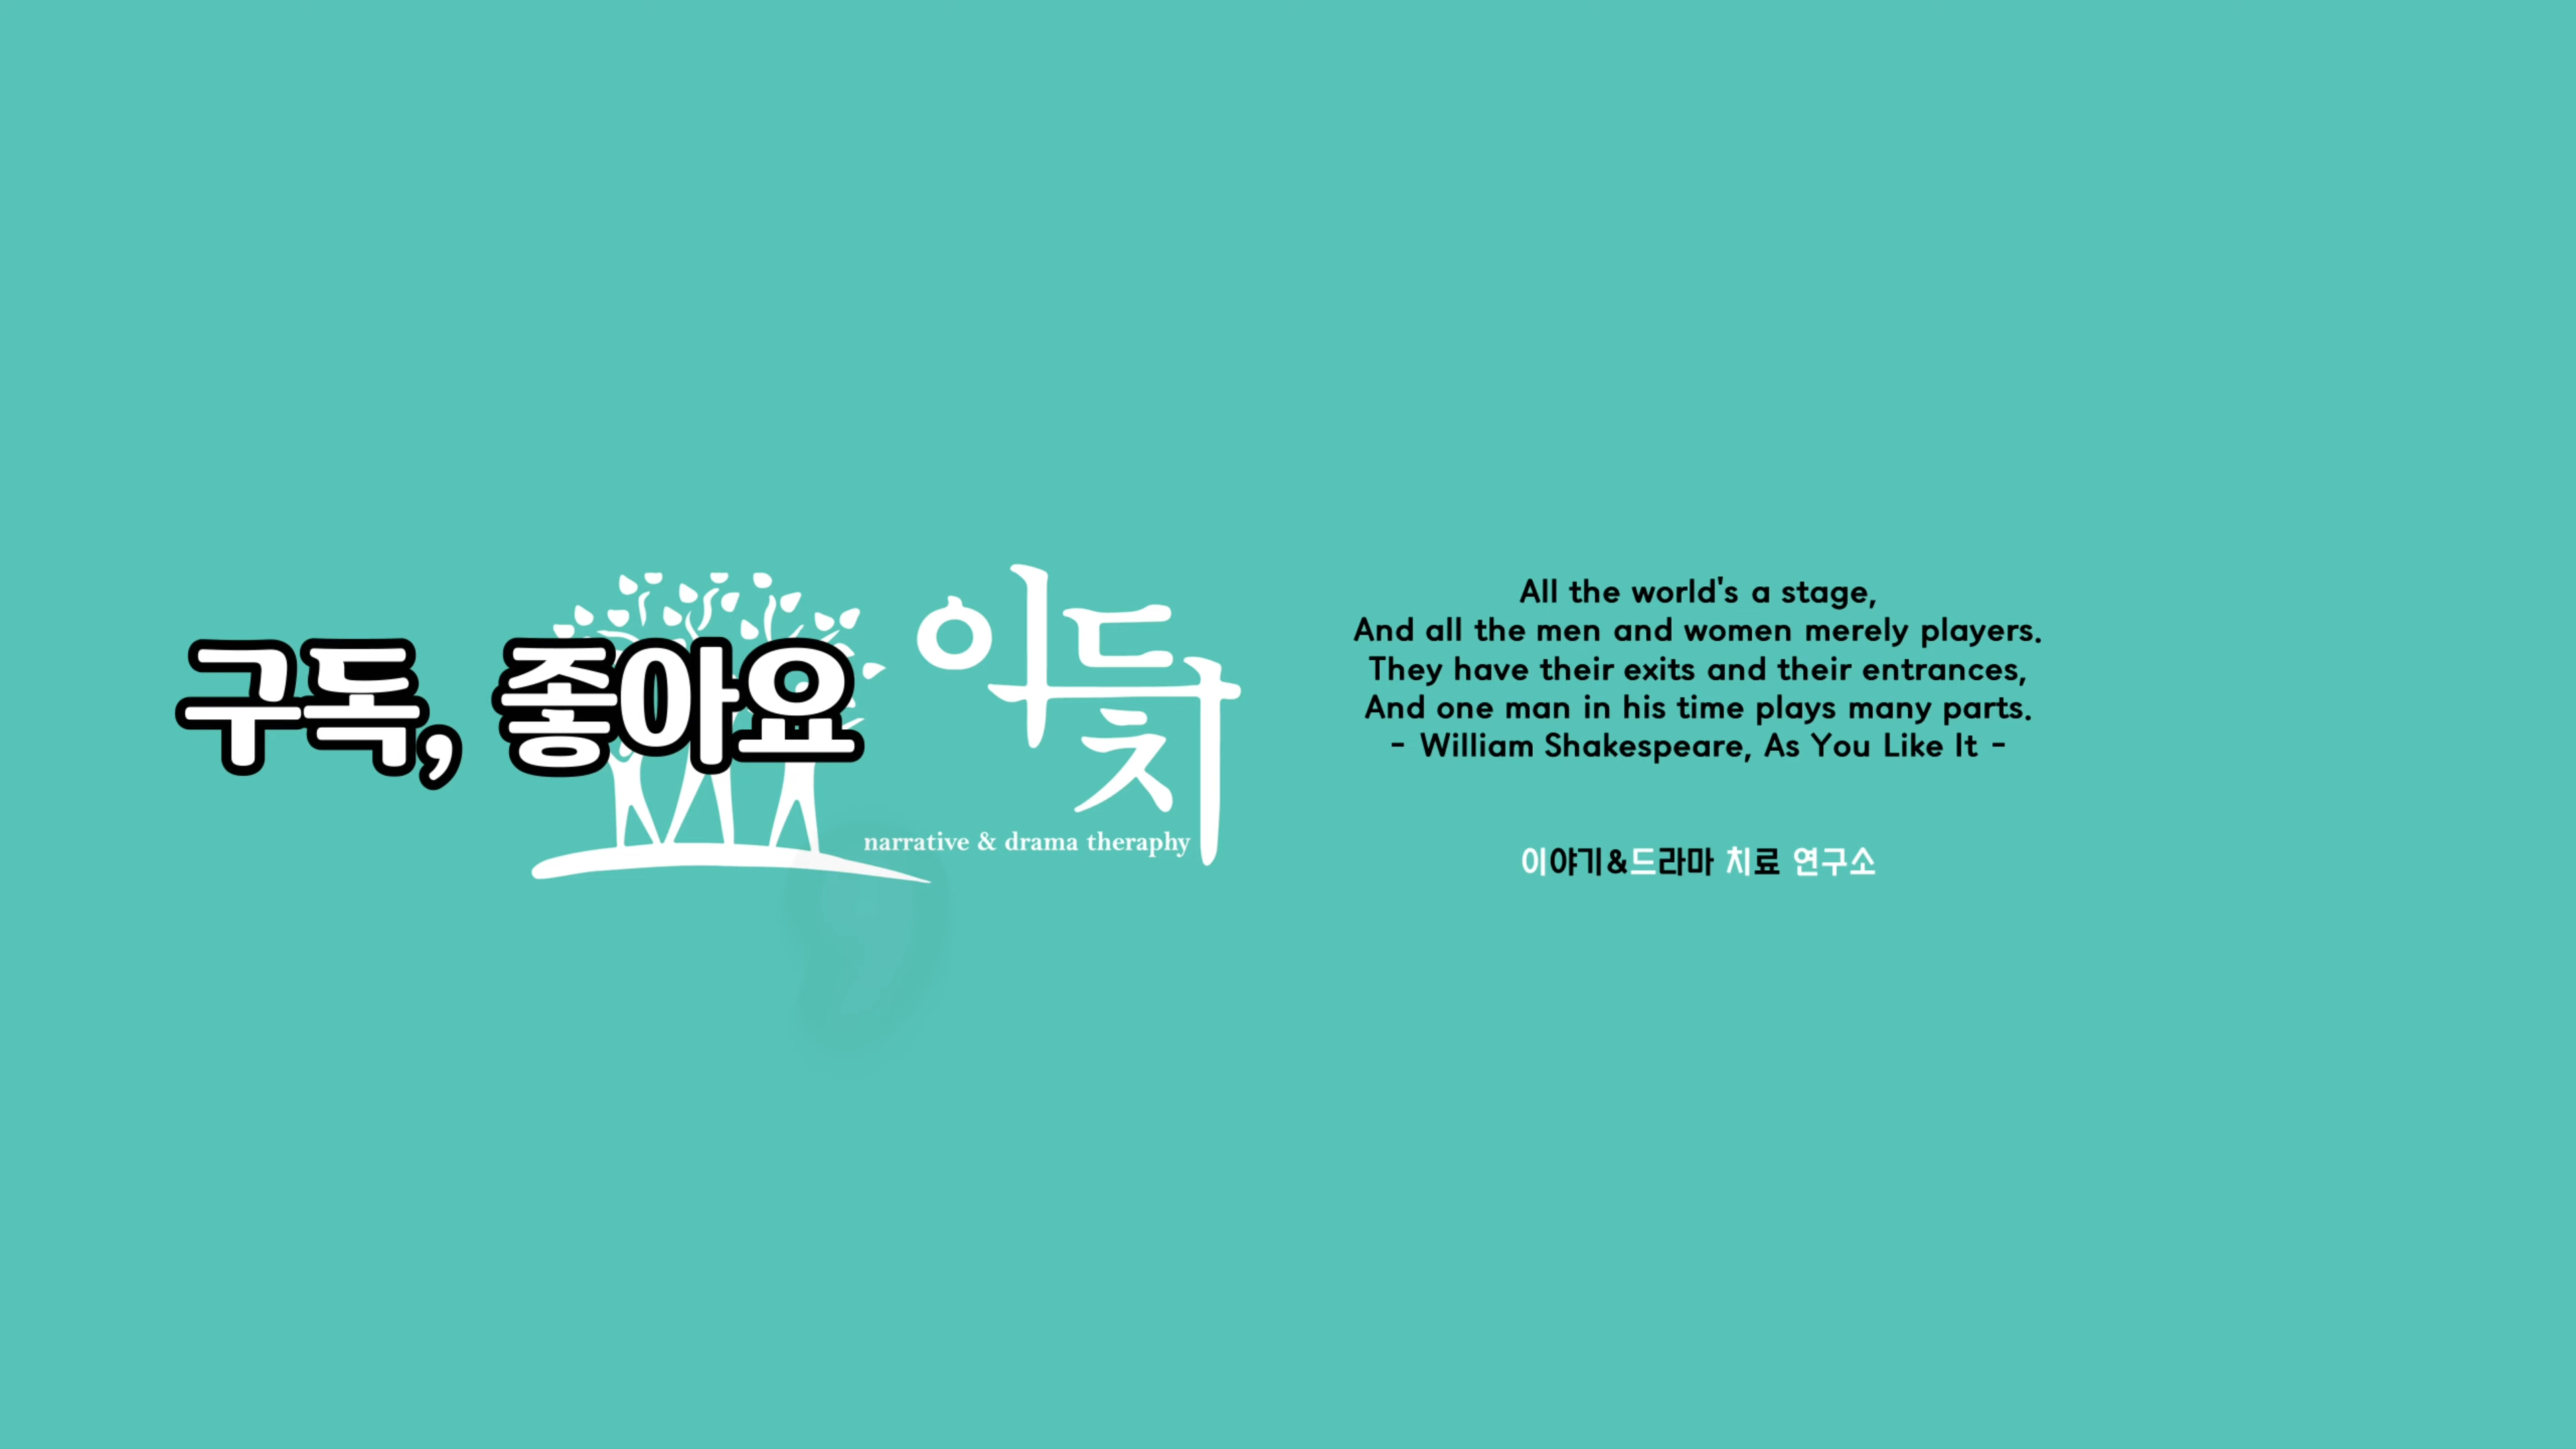 구독, 좋아요
이드치
narrative & drama theraphy
All the world's a stage,
And all the men and women merely players.
They have their exits and their entrances,
And one man in his time plays many parts.
- William Shakespeare, As You Like It -
이야기&드라마 치료 연구소